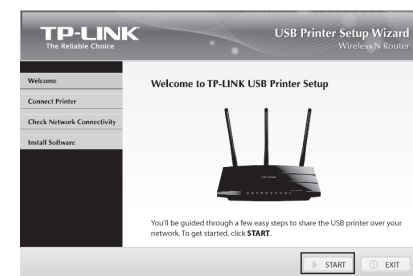 TP-LINK
The Reliable Choice
USB Printer Setup Wizard
Wireless N Router
Welcome
Connect Printer
Check Network Connectivity
Install Software
Welcome to TP-LINK USB Printer Setup
TP-LINK
You'll be guided through a few easy steps to share the USB printer over your
network. To get started, click START.
START
EXIT